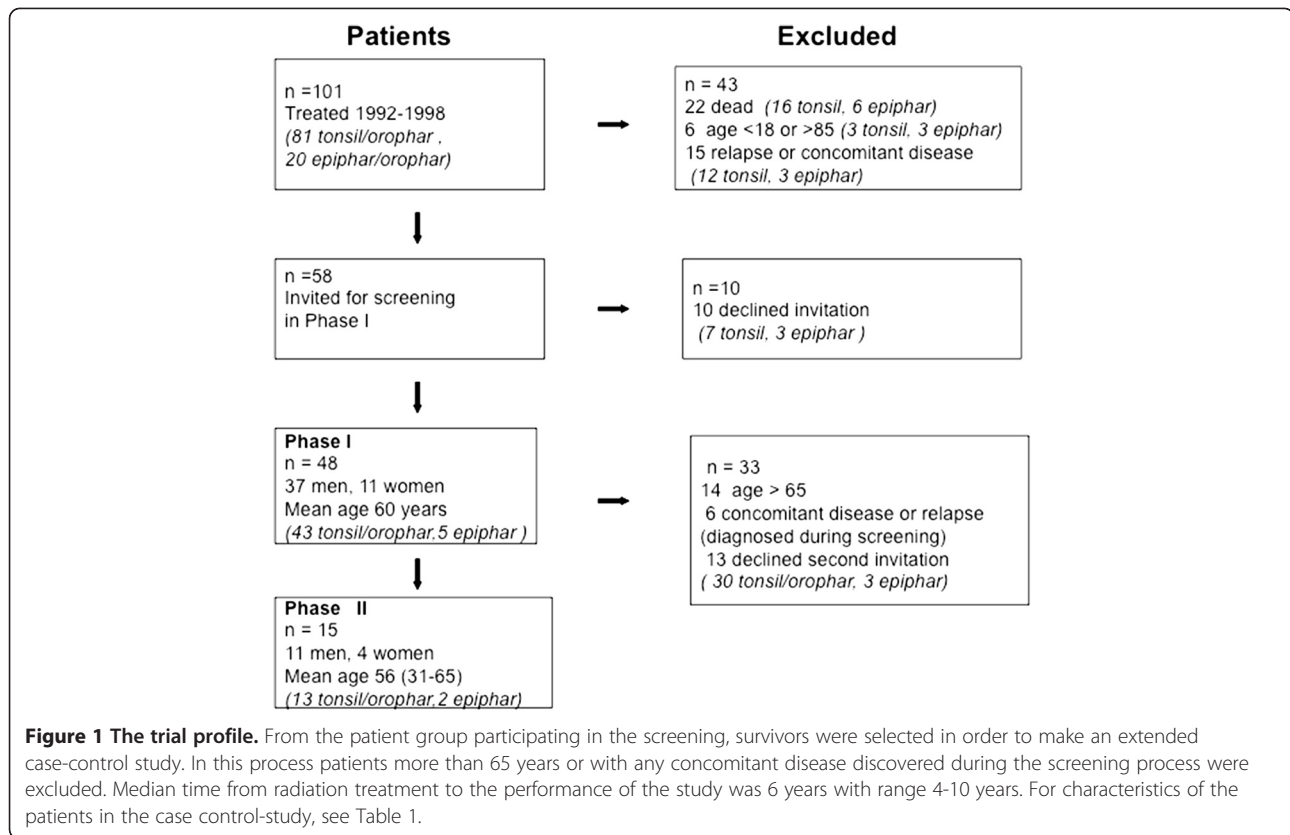 Patients
Excluded
n =101
Treated 1992-1998
(81 tonsil/orophar ,
20 epiphar/orophar)
n = 43
22 dead (16 tonsil, 6 epiphar)
6 age <18 or >85 (3 tonsil, 3 epiphar)
15 relapse or concomitant disease
(12 tonsil, 3 epiphar)
n =58
Invited for screening
in Phase I
n =10
10 declined invitation
(7 tonsil, 3 epiphar )
Phase I
n = 48
37 men, 11 women
Mean age 60 years
(43 tonsil/orophar,5 epiphar )
n = 33
14 age > 65
6 concomitant disease or relapse
(diagnosed during screening)
13 declined second invitation
( 30 tonsil/orophar, 3 epiphar)
Phase II
n = 15
11 men, 4 women
Mean age 56 (31-65)
(13 tonsil/orophar,2 epiphar)
Figure 1 The trial profile. From the patient group participating in the screening, survivors were selected in order to make an extended
case-control study. In this process patients more than 65 years or with any concomitant disease discovered during the screening process were
excluded. Median time from radiation treatment to the performance of the study was 6 years with range 4-10 years. For characteristics of the
patients in the case control-study, see Table 1.